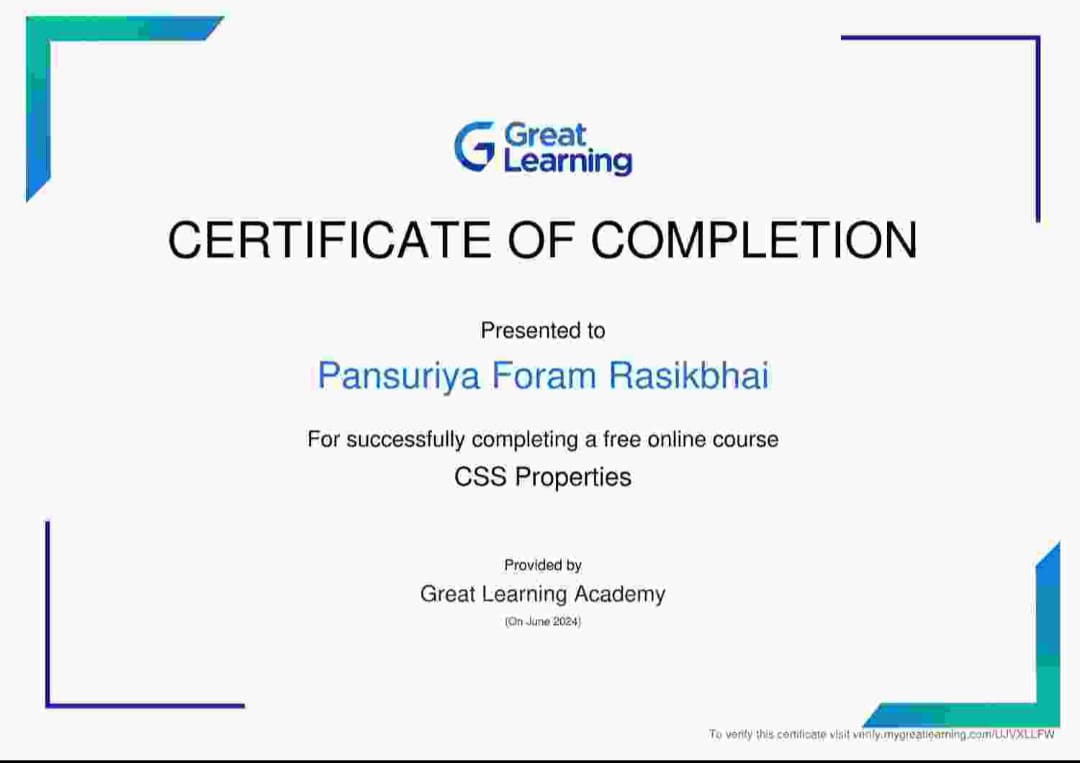 Great
Learning
CERTIFICATE OF COMPLETION
Presented to
Pansuriya Foram Rasikbhai
For successfully completing a free online course
CSS Properties
Provided by
Great Learning Academy
(On June 2024)
To verify this certificate visit verify.mygreatlearning.com/UJVXLLFW